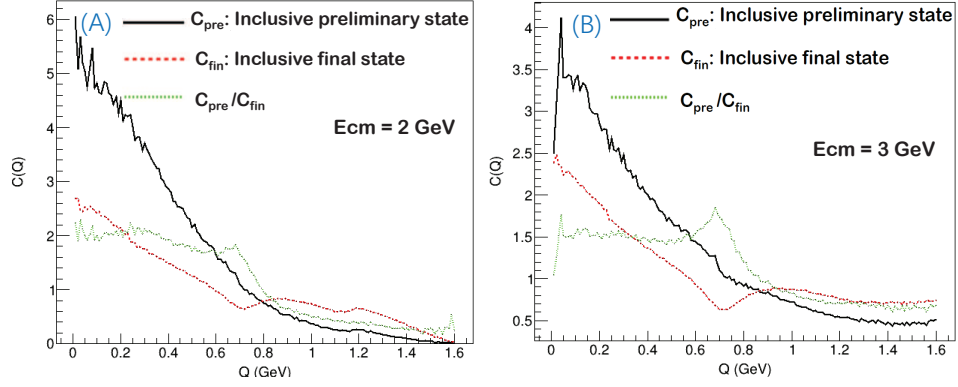 (A)
C_pre: Inclusive preliminary state
C_fin: Inclusive final state
C_pre/C_fin
Ecm = 2 GeV
C(Q)
6
5
4
3
2
1
0
0 0.2 0.4 0.6 0.8 1 1.2 1.4 1.6
Q (GeV)
(B)
C_pre: Inclusive preliminary state
C_fin: Inclusive final state
C_pre/C_fin
Ecm = 3 GeV
C(Q)
4
3.5
3
2.5
2
1.5
1
0.5
0 0.2 0.4 0.6 0.8 1 1.2 1.4 1.6
Q (GeV)